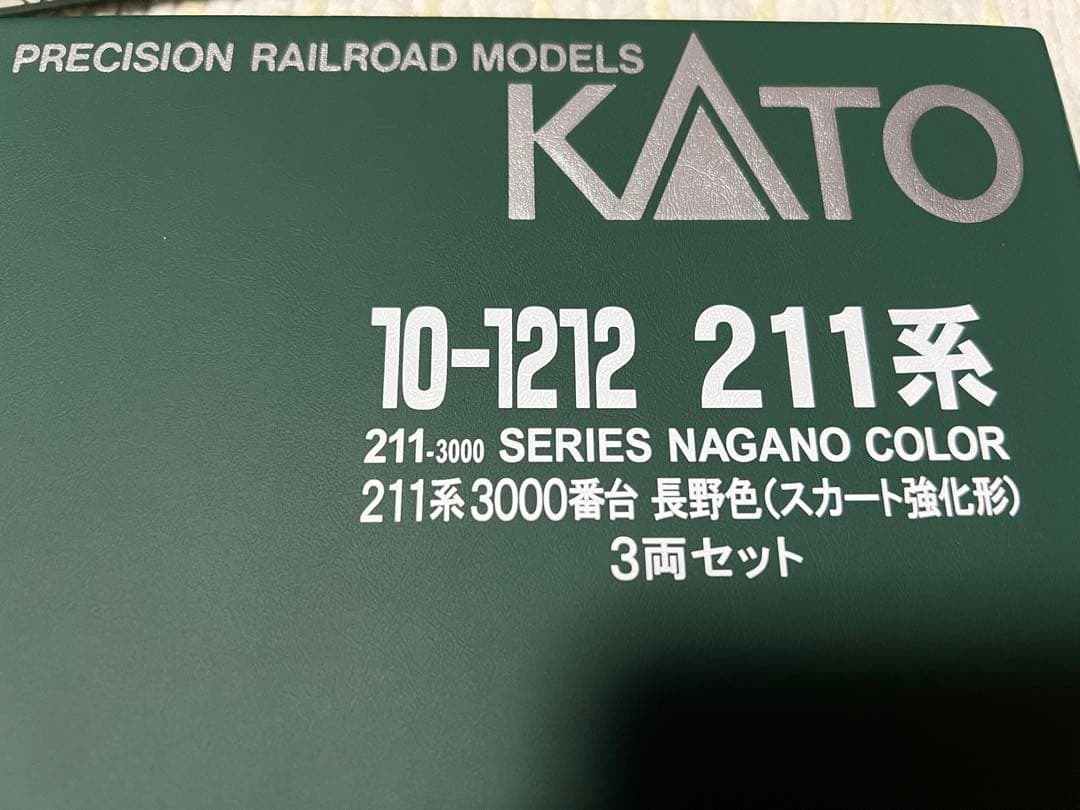 PRECISION RAILROAD MODELS
KATO
10-1212 211系
211-3000 SERIES NAGANO COLOR
211系3000番台 長野色(スカート強化形)
3両セット